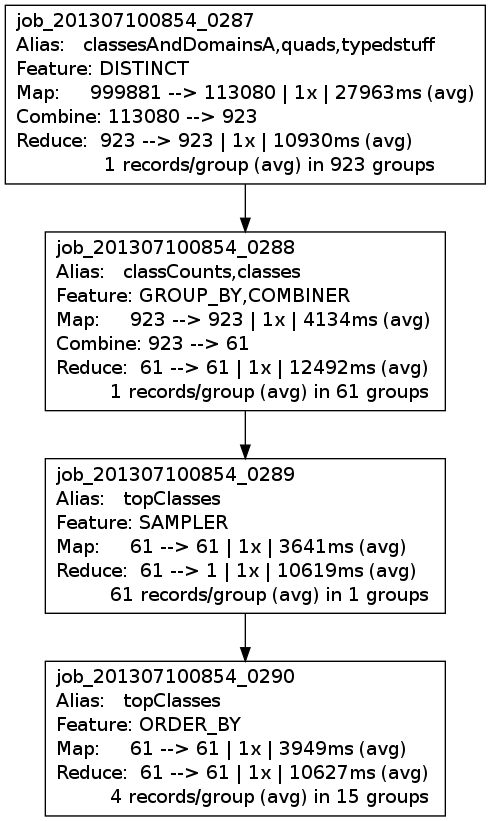 job_201307100854_0287
Alias: classesAndDomainsA,quads,typedstuff
Feature: DISTINCT
Map: 999881 --> 113080 | 1x | 27963ms (avg)
Combine: 113080 --> 923
Reduce: 923 --> 923 | 1x | 10930ms (avg)
1 records/group (avg) in 923 groups
job_201307100854_0288
Alias: classCounts,classes
Feature: GROUP_BY,COMBINER
Map: 923 --> 923 | 1x | 4134ms (avg)
Combine: 923 --> 61
Reduce: 61 --> 61 | 1x | 12492ms (avg)
1 records/group (avg) in 61 groups
job_201307100854_0289
Alias: topClasses
Feature: SAMPLER
Map: 61 --> 61 | 1x | 3641ms (avg)
Reduce: 61 --> 1 | 1x | 10619ms (avg)
61 records/group (avg) in 1 groups
job_201307100854_0290
Alias: topClasses
Feature: ORDER_BY
Map: 61 --> 61 | 1x | 3949ms (avg)
Reduce: 61 --> 61 | 1x | 10627ms (avg)
4 records/group (avg) in 15 groups